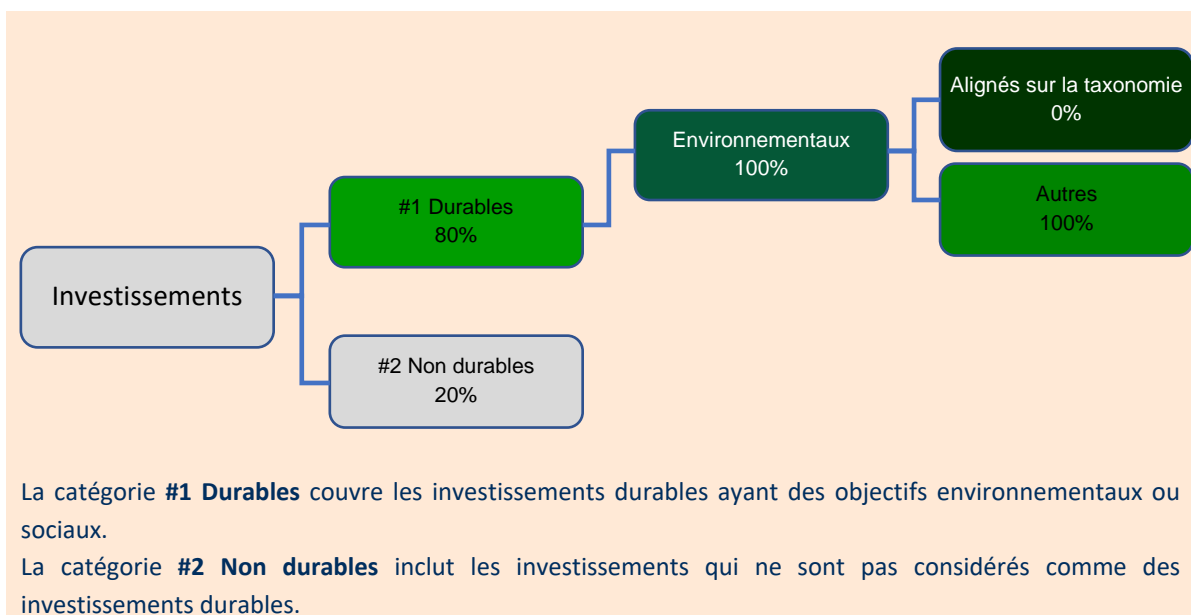 Alignés sur la taxonomie
0%
Environnementaux
100%
Autres
100%
#1 Durables
80%
Investissements
#2 Non durables
20%
La catégorie #1 Durables couvre les investissements durables ayant des objectifs environnementaux ou
sociaux.
La catégorie #2 Non durables inclut les investissements qui ne sont pas considérés comme des
investissements durables.